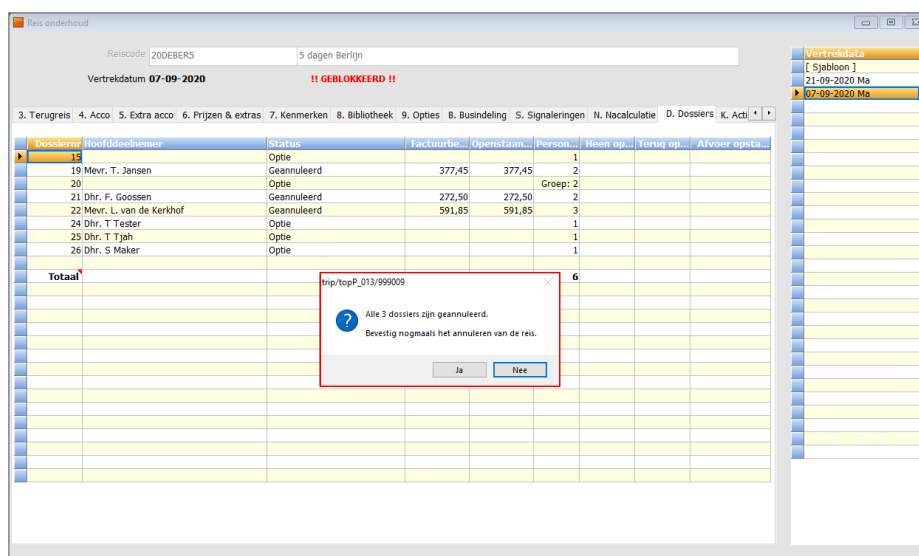 Reis onderhoud
Reiscode 20DEBER5 5 dagen Berlijn
Vertrekdatum 07-09-2020 !! GEBLOKKEERD !!
3. Terugreis 4. Acco 5. Extra acco 6. Prijzen & extras 7. Kenmerken 8. Bibliotheek 9. Opties B. Busindeling S. Signaleringen N. Nacalculatie D. Dossiers K. Acti
Dossiernr Hoofddeelnemer Status Factuurbe... Openstaan... Person... Heen op... Terug op... Afvoer opsta...
15 Optie 1
19 Mevr. T. Jansen Geannuleerd 377,45 377,45 2
20 Optie Groep: 2
21 Dhr. F. Goossen Geannuleerd 272,50 272,50 2
22 Mevr. L. van de Kerkhof Geannuleerd 591,85 591,85 3
24 Dhr. T Tester Optie 1
25 Dhr. T Tjah Optie 1
26 Dhr. S Maker Optie 1
Totaal 6
trip/topP_013/999009
Alle 3 dossiers zijn geannuleerd.
Bevestig nogmaals het annuleren van de reis.
Ja Nee
Vertrekdata
[ Sjabloon ]
21-09-2020 Ma
07-09-2020 Ma